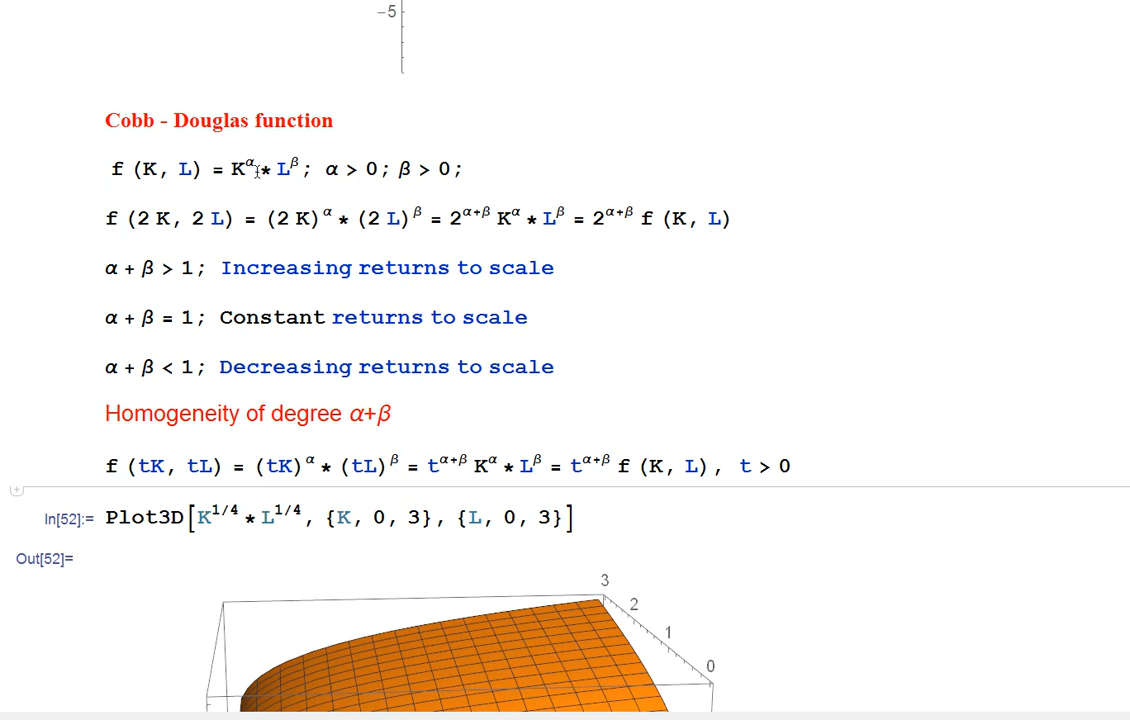 -5
Cobb - Douglas function
f (K, L) = K^α * L^β ; α > 0; β > 0;
f (2 K, 2 L) = (2 K)^α * (2 L)^β = 2^(α+β) K^α * L^β = 2^(α+β) f (K, L)
α + β > 1; Increasing returns to scale
α + β = 1; Constant returns to scale
α + β < 1; Decreasing returns to scale
Homogeneity of degree α+β
f (tK, tL) = (tK)^α * (tL)^β = t^(α+β) K^α * L^β = t^(α+β) f (K, L), t > 0
In[52]:= Plot3D[K^(1/4) * L^(1/4), {K, 0, 3}, {L, 0, 3}]
Out[52]=
3
2
1
0